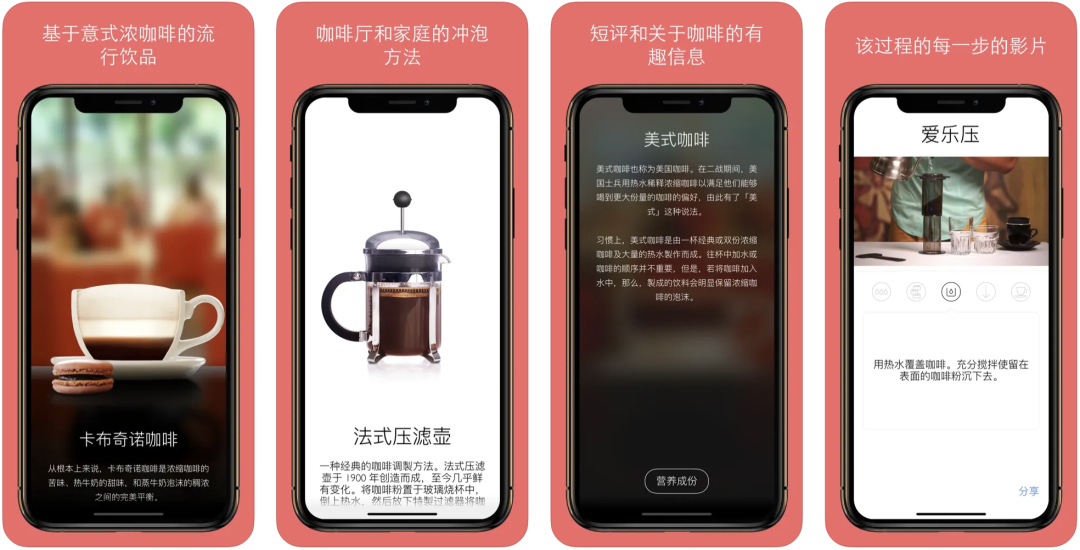 基于意式浓咖啡的流
行饮品
卡布奇诺咖啡
从根本上来说，卡布奇诺咖啡是浓缩咖啡的
苦味、热牛奶的甜味，和蒸牛奶泡沫的稠浓
之间的完美平衡。
咖啡厅和家庭的冲泡
方法
法式压滤壶
一种经典的咖啡调製方法。法式压滤
壶于 1900 年创造而成，至今几乎鲜
有变化。将咖啡粉置于玻璃烧杯中，
倒上热水，然后放下特製过滤器将咖
短评和关于咖啡的有
趣信息
美式咖啡
美式咖啡也称为美国咖啡。在二战期间，美
国士兵用热水稀释浓缩咖啡以满足他们能够
喝到更大份量的咖啡的偏好，由此有了「美
式」这种说法。
习惯上，美式咖啡是由一杯经典或双份浓缩
咖啡及大量的热水製作而成。往杯中加水或
咖啡的顺序并不重要，但是，若将咖啡加入
水中，那么，製成的饮料会明显保留浓缩咖
啡的泡沫。
营养成份
该过程的每一步的影片
爱乐压
用热水覆盖咖啡。充分搅拌使留在
表面的咖啡粉沉下去。
分享